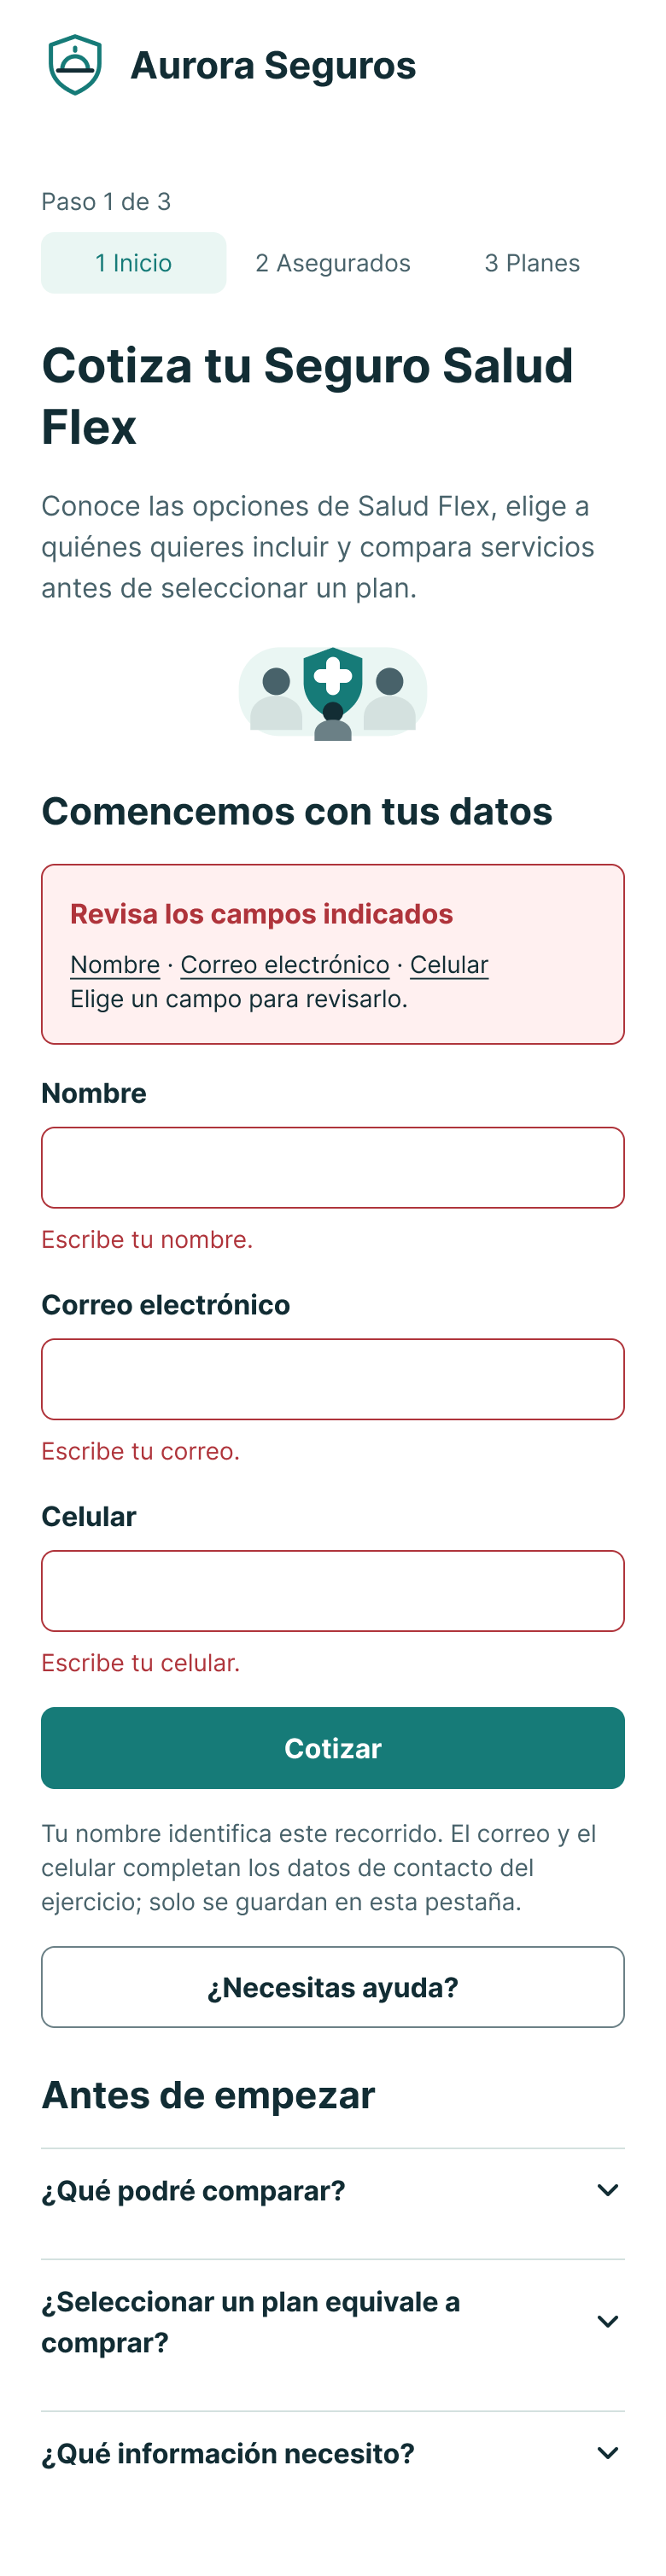 Aurora Seguros
Paso 1 de 3
1 Inicio
2 Asegurados
3 Planes
Cotiza tu Seguro Salud
Flex
Conoce las opciones de Salud Flex, elige a
quiénes quieres incluir y compara servicios
antes de seleccionar un plan.
Comencemos con tus datos
Revisa los campos indicados
Nombre · Correo electrónico · Celular
Elige un campo para revisarlo.
Nombre
Escribe tu nombre.
Correo electrónico
Escribe tu correo.
Celular
Escribe tu celular.
Cotizar
Tu nombre identifica este recorrido. El correo y el
celular completan los datos de contacto del
ejercicio; solo se guardan en esta pestaña.
¿Necesitas ayuda?
Antes de empezar
¿Qué podré comparar?
¿Seleccionar un plan equivale a
comprar?
¿Qué información necesito?